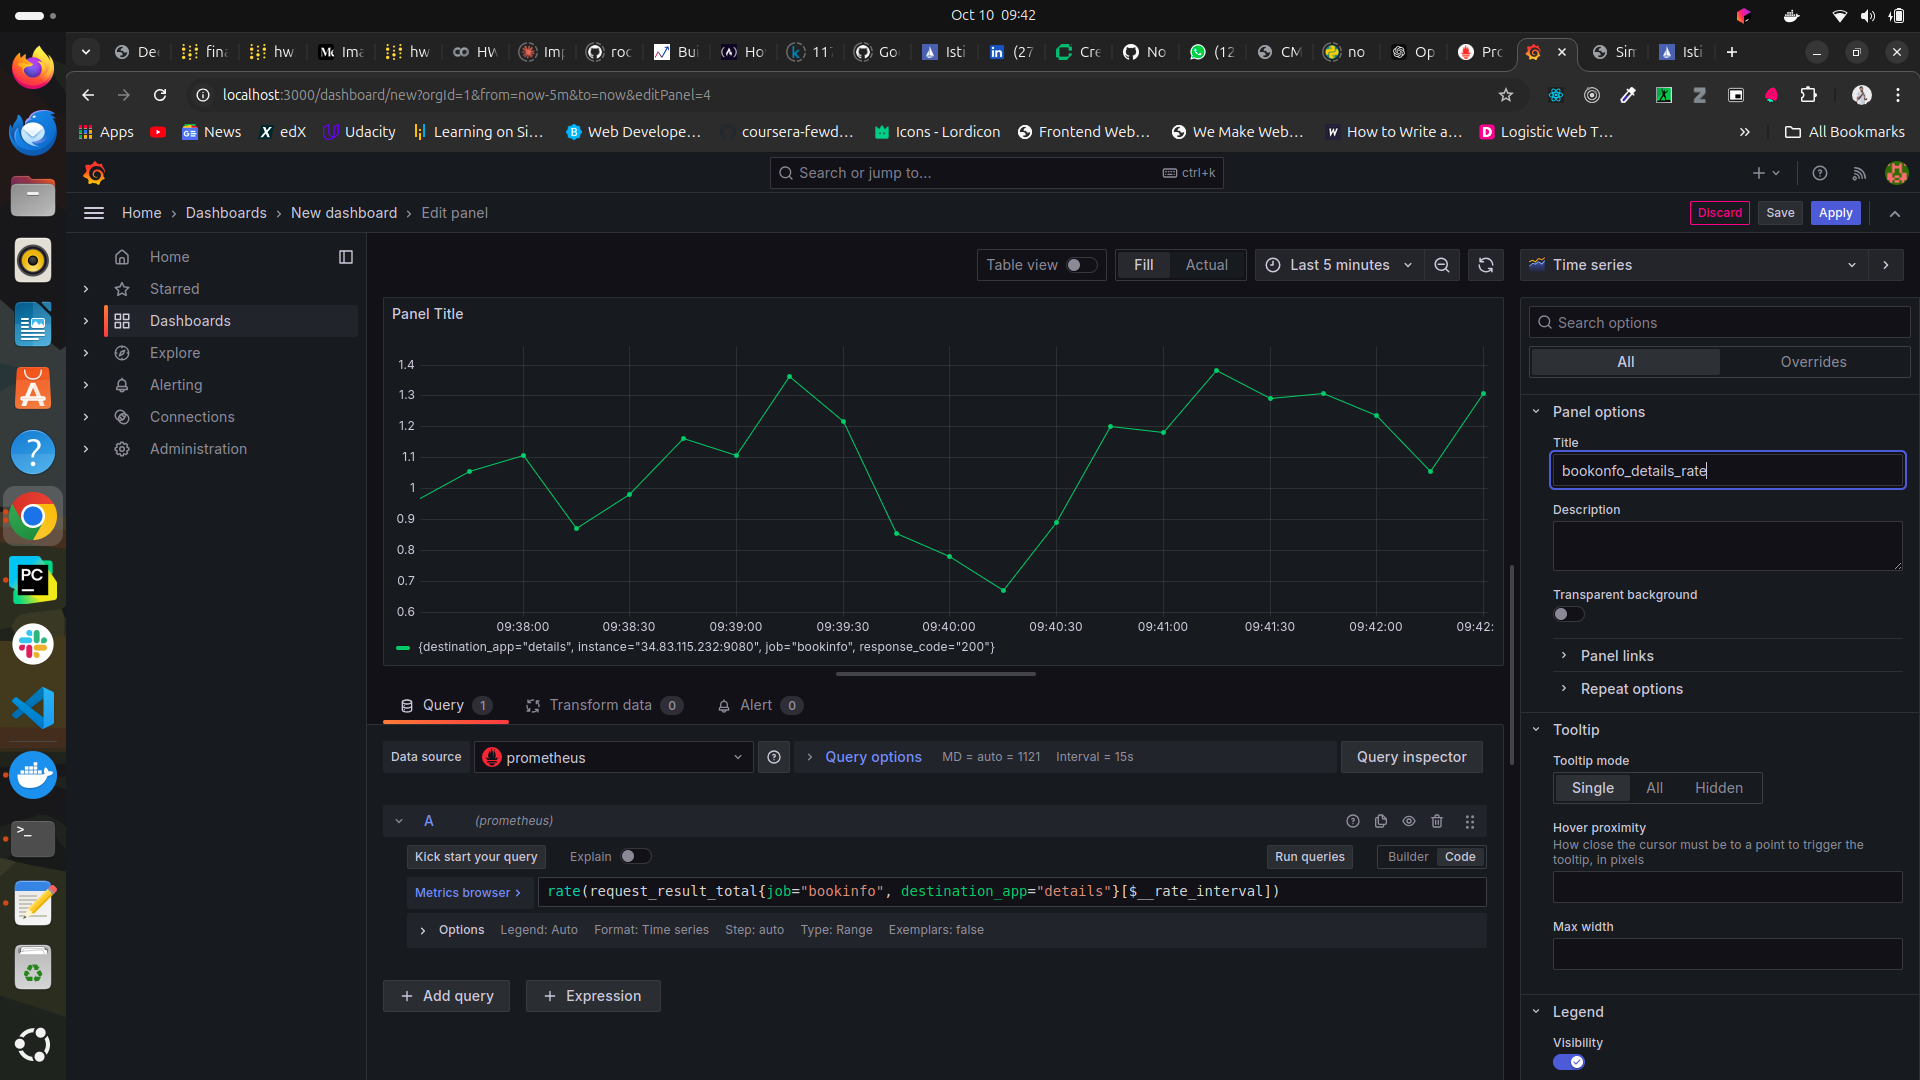 Oct 10 09:42
De
fin
hw
Ima
hw
HW
Imp
roc
Bui
Ho
117
Go
Isti
(27
Cre
No
(12
CM
no
Op
Pro
Sin
Isti
localhost:3000/dashboard/new?orgId=1&from=now-5m&to=now&editPanel=4
Apps
News
edX
Udacity
Learning on Si...
Web Develope...
coursera-fewd...
Icons - Lordicon
Frontend Web...
We Make Web...
How to Write a...
Logistic Web T...
All Bookmarks
Search or jump to...
ctrl+k
Home › Dashboards › New dashboard › Edit panel
Discard
Save
Apply
Home
Starred
Dashboards
Explore
Alerting
Connections
Administration
Table view
Fill
Actual
Last 5 minutes
Time series
Panel Title
1.4
1.3
1.2
1.1
1
0.9
0.8
0.7
0.6
09:38:00
09:38:30
09:39:00
09:39:30
09:40:00
09:40:30
09:41:00
09:41:30
09:42:00
09:42:
{destination_app="details", instance="34.83.115.232:9080", job="bookinfo", response_code="200"}
Query 1
Transform data 0
Alert 0
Data source
prometheus
Query options
MD = auto = 1121
Interval = 15s
Query inspector
A
(prometheus)
Kick start your query
Explain
Run queries
Builder
Code
Metrics browser >
rate(request_result_total{job="bookinfo", destination_app="details"}[$__rate_interval])
Options
Legend: Auto
Format: Time series
Step: auto
Type: Range
Exemplars: false
+ Add query
+ Expression
Search options
All
Overrides
Panel options
Title
bookonfo_details_rate
Description
Transparent background
Panel links
Repeat options
Tooltip
Tooltip mode
Single
All
Hidden
Hover proximity
How close the cursor must be to a point to trigger the
tooltip, in pixels
Max width
Legend
Visibility
PC